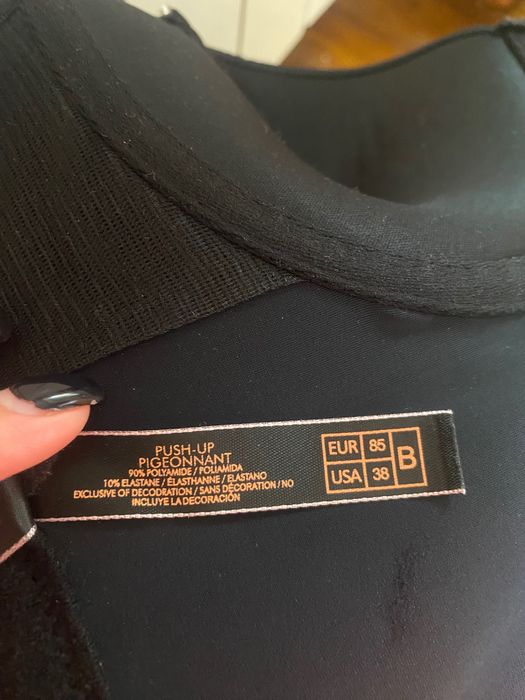 PUSH-UP
PIGEONNANT
90% POLYAMIDE / POLIAMIDA
10% ELASTANE / ÉLASTHANNE / ELASTANO
EXCLUSIVE OF DECORATION / SANS DÉCORATION / NO
INCLUYE LA DECORACIÓN
EUR 85 B
USA 38